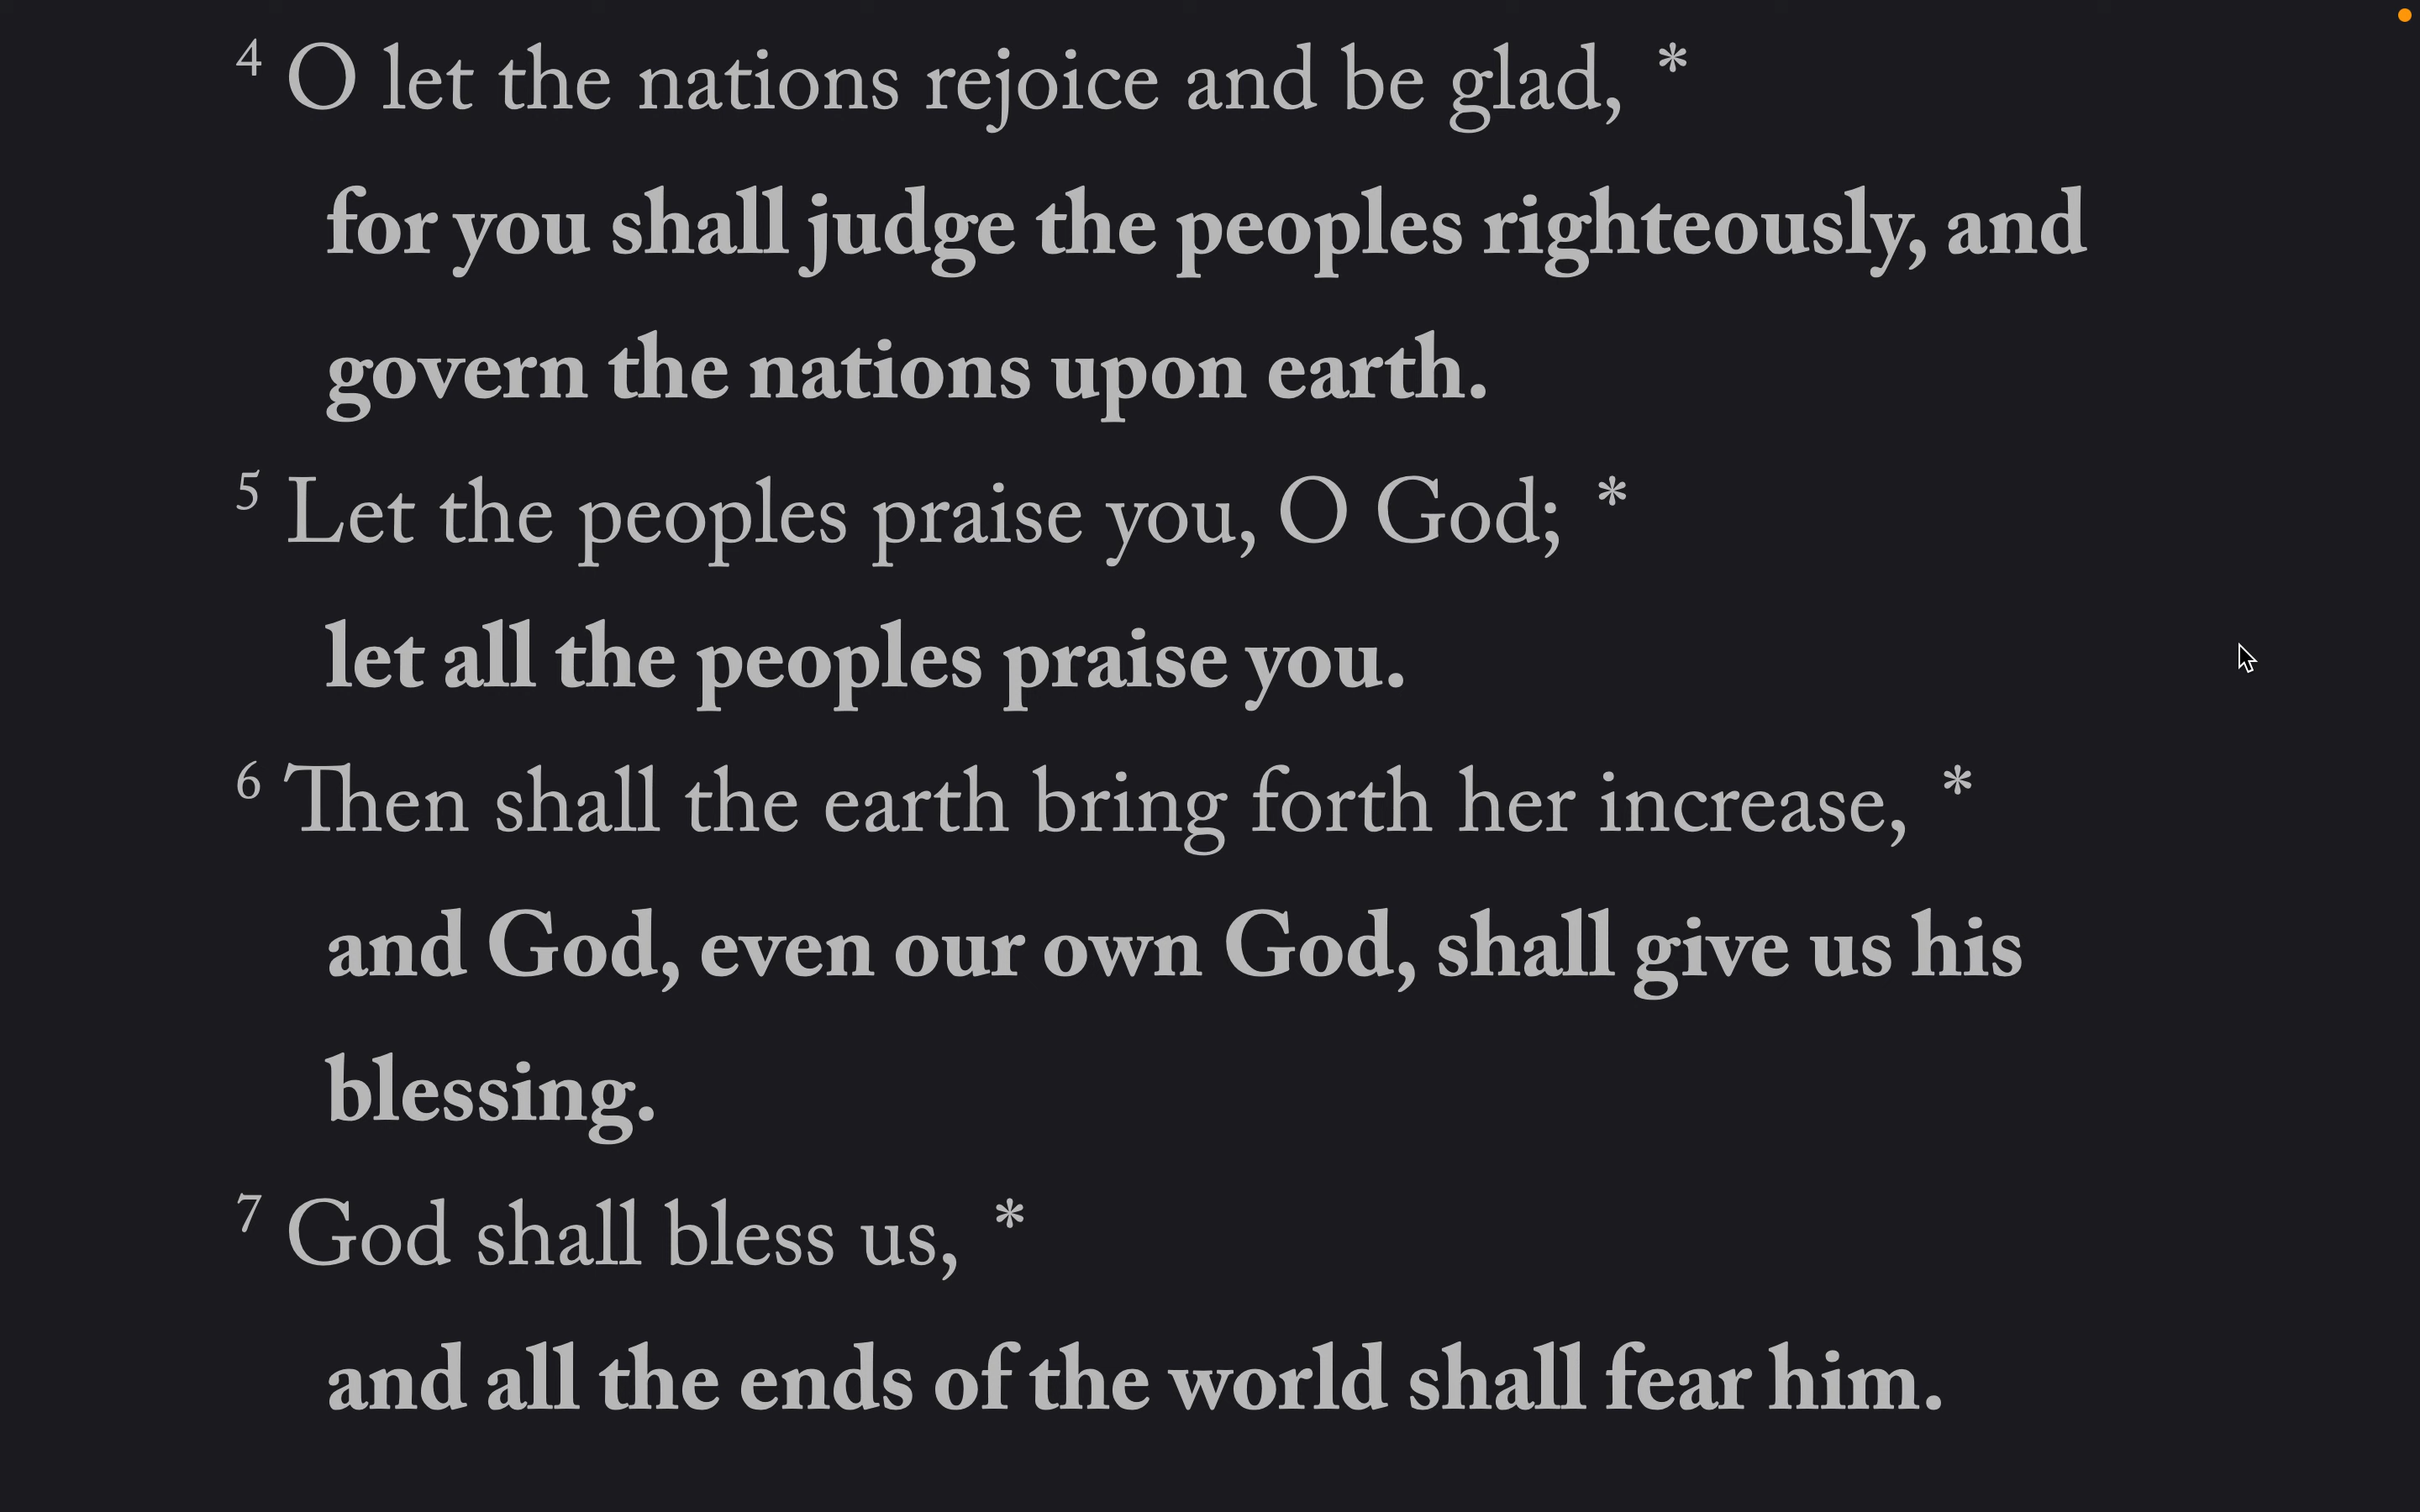 4 O let the nations rejoice and be glad, *
for you shall judge the peoples righteously, and
govern the nations upon earth.
5 Let the peoples praise you, O God; *
let all the peoples praise you.
6 Then shall the earth bring forth her increase, *
and God, even our own God, shall give us his
blessing.
7 God shall bless us, *
and all the ends of the world shall fear him.